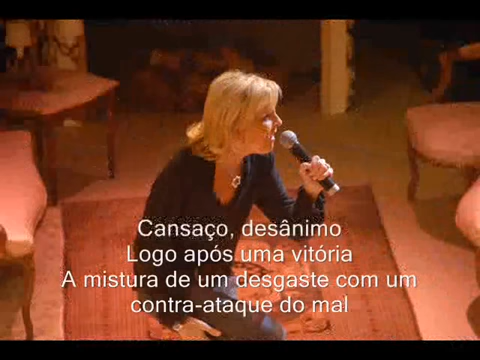 Cansaço, desânimo
Logo após uma vitória
A mistura de um desgaste com um
contra-ataque do mal